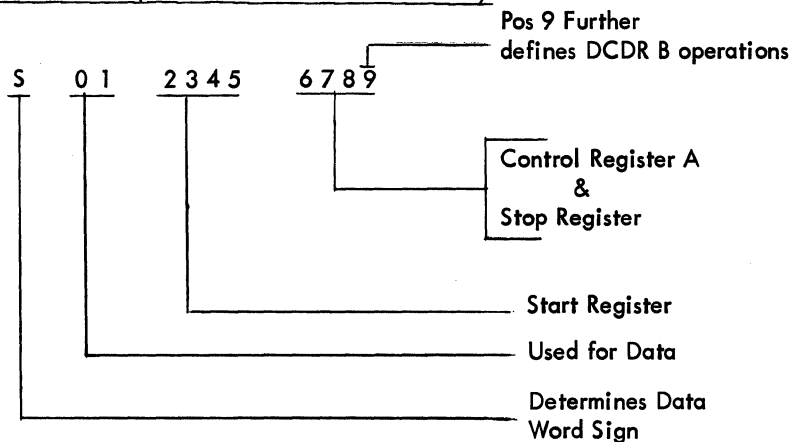 Pos 9 Further
defines DCDR B operations
S 0 1 2 3 4 5 6 7 8 9
Control Register A
&
Stop Register
Start Register
Used for Data
Determines Data
Word Sign